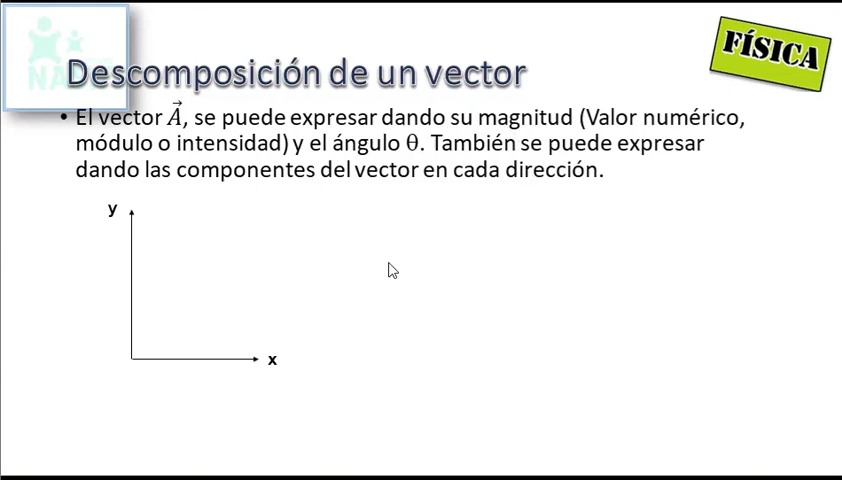 FÍSICA
Descomposición de un vector
• El vector A⃗, se puede expresar dando su magnitud (Valor numérico,
módulo o intensidad) y el ángulo θ. También se puede expresar
dando las componentes del vector en cada dirección.
y
x